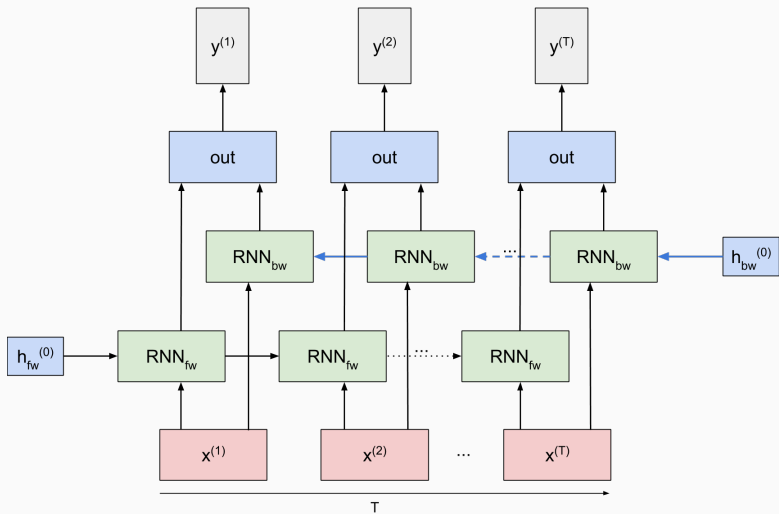 y(1) y(2) y(T)
out out out
RNNbw RNNbw ... RNNbw hbw(0)
hfw(0) RNNfw RNNfw ... RNNfw
x(1) x(2) ... x(T)
T